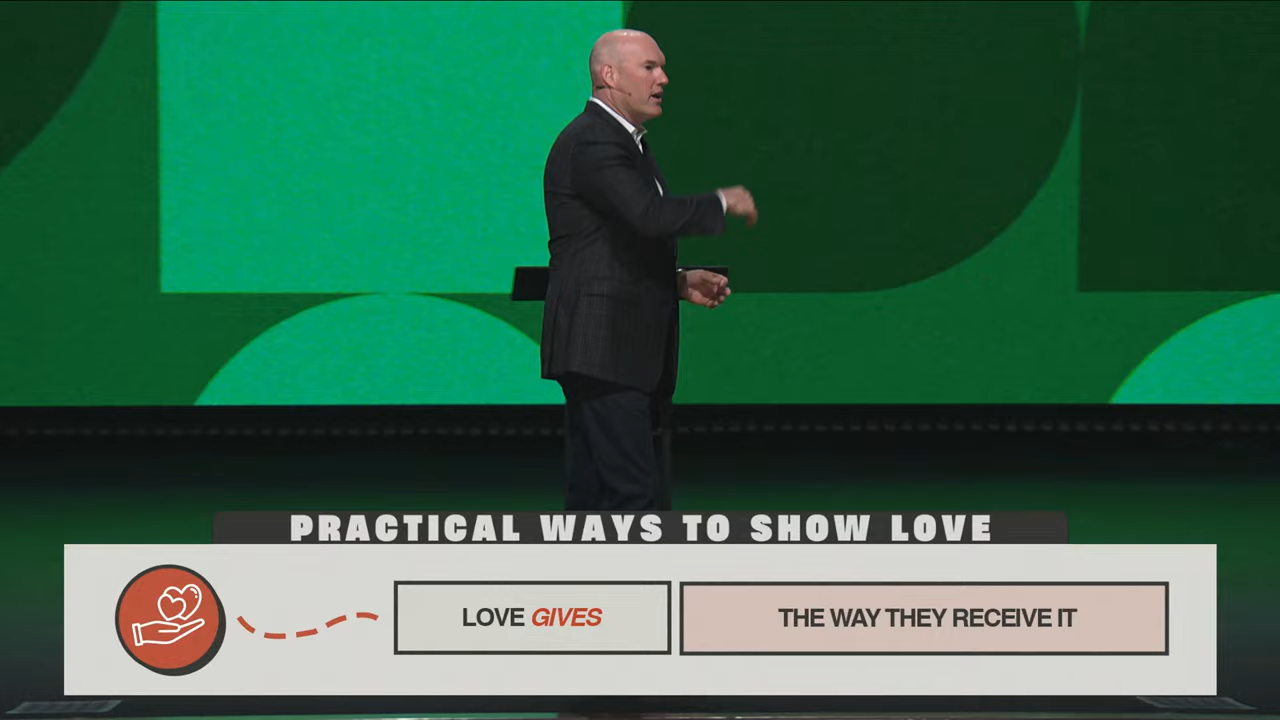 PRACTICAL WAYS TO SHOW LOVE
LOVE GIVES
THE WAY THEY RECEIVE IT